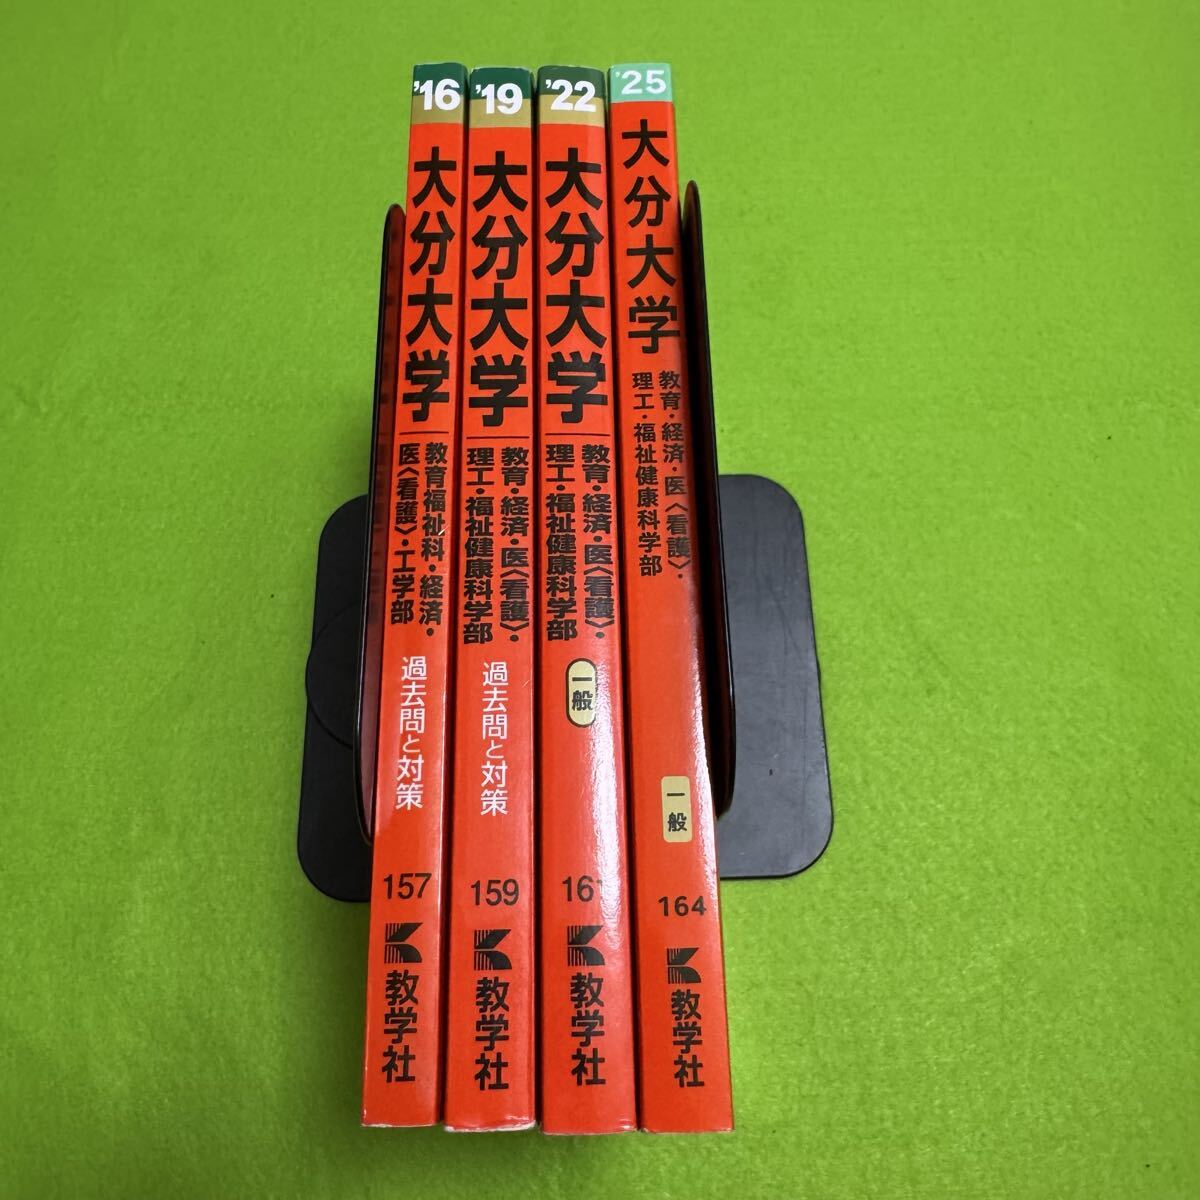 '16
大分大学
教育福祉科・経済・
医〈看護〉・工学部
過去問と対策
157
教学社
'19
大分大学
教育・経済・医〈看護〉・
理工・福祉健康科学部
過去問と対策
159
教学社
'22
大分大学
教育・経済・医〈看護〉・
理工・福祉健康科学部
一般
161
教学社
'25
大分大学
教育・経済・医〈看護〉・
理工・福祉健康科学部
一般
164
教学社